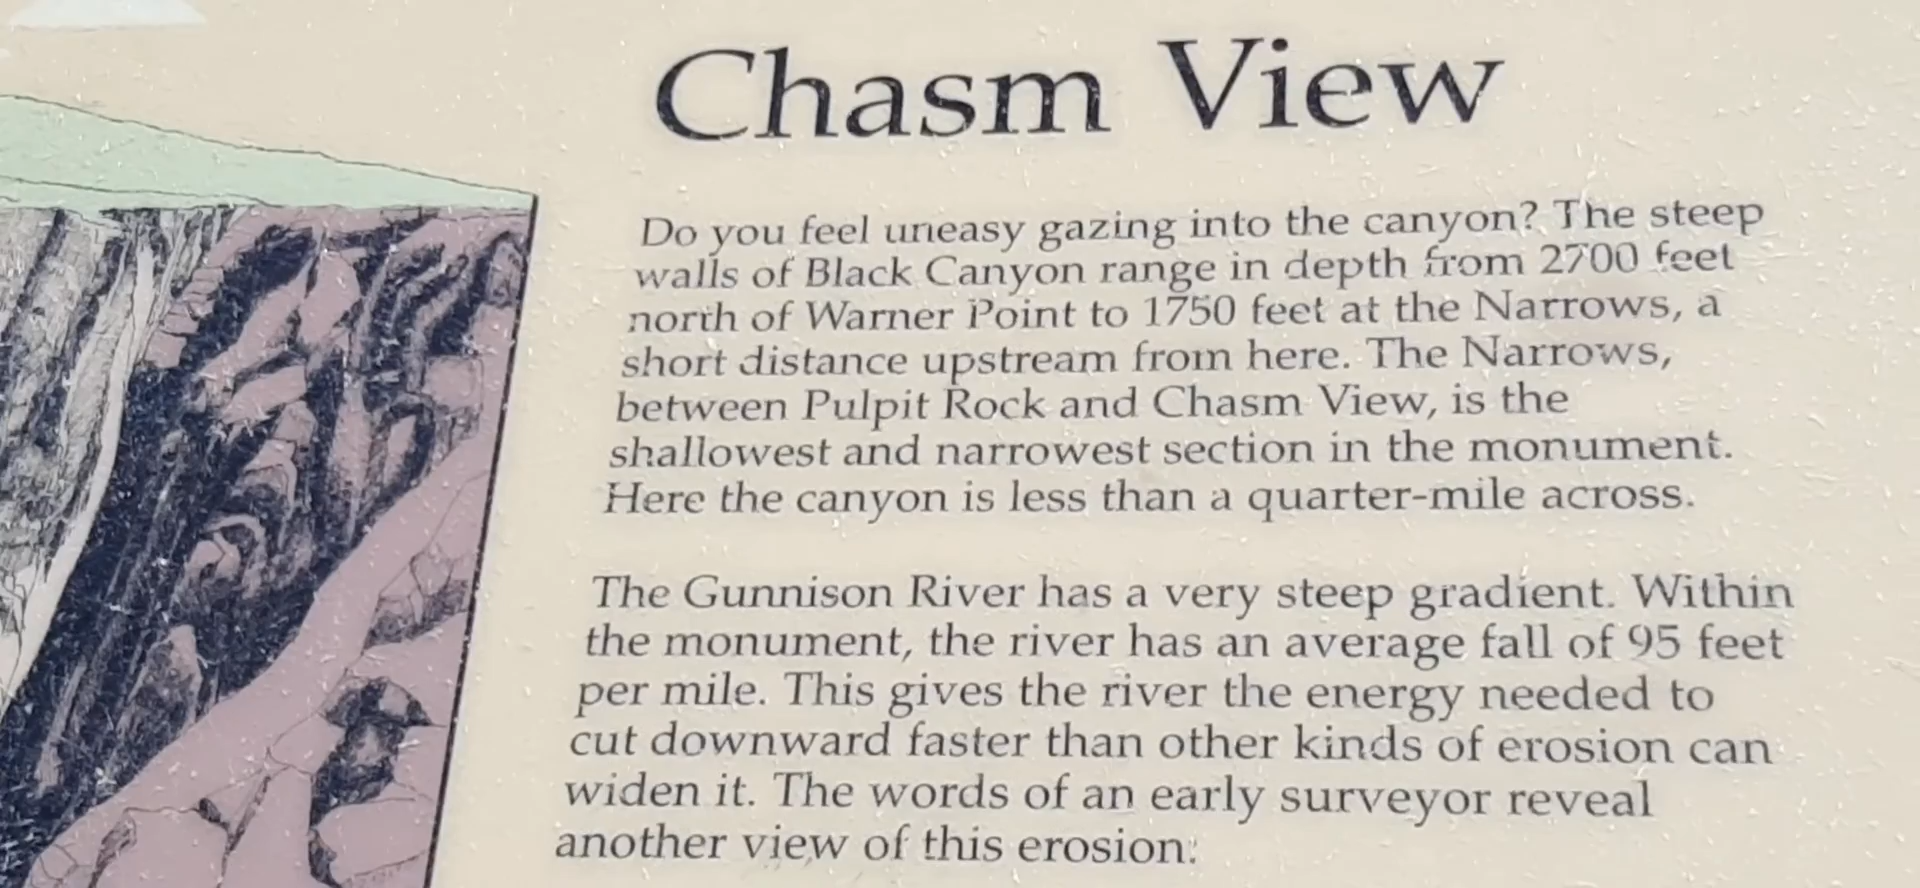 Chasm View
Do you feel uneasy gazing into the canyon? The steep
walls of Black Canyon range in depth from 2700 feet
north of Warner Point to 1750 feet at the Narrows, a
short distance upstream from here. The Narrows,
between Pulpit Rock and Chasm View, is the
shallowest and narrowest section in the monument.
Here the canyon is less than a quarter-mile across.
The Gunnison River has a very steep gradient. Within
the monument, the river has an average fall of 95 feet
per mile. This gives the river the energy needed to
cut downward faster than other kinds of erosion can
widen it. The words of an early surveyor reveal
another view of this erosion: